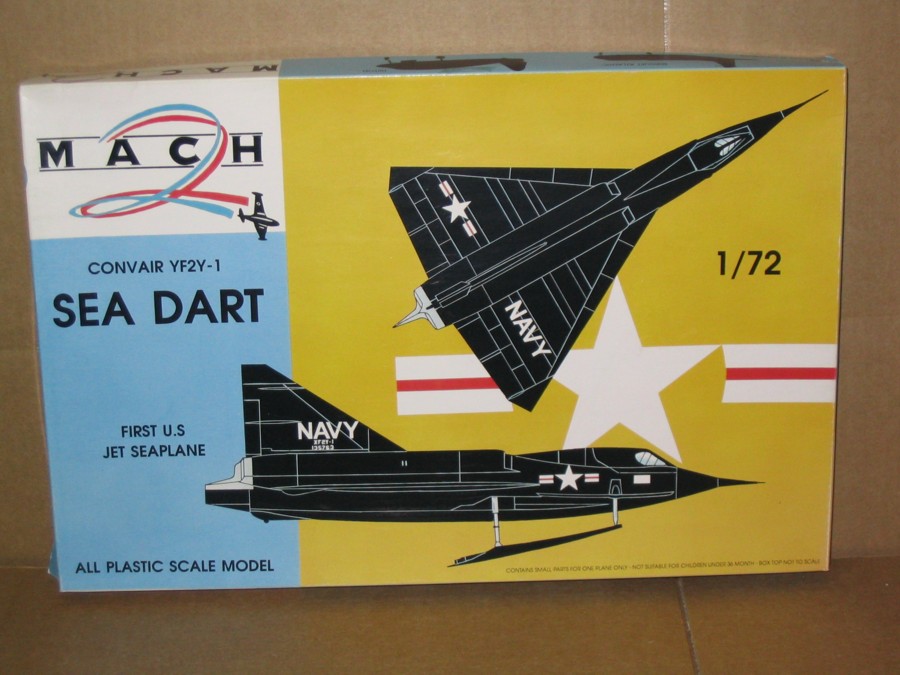 MACH
MACH 2
CONVAIR YF2Y-1
SEA DART
1/72
NAVY
FIRST U.S
JET SEAPLANE
NAVY
XF2Y-1
135763
ALL PLASTIC SCALE MODEL
CONTAINS SMALL PARTS FOR ONE PLANE ONLY - NOT SUITABLE FOR CHILDREN UNDER 36 MONTH - BOX TOP NOT TO SCALE